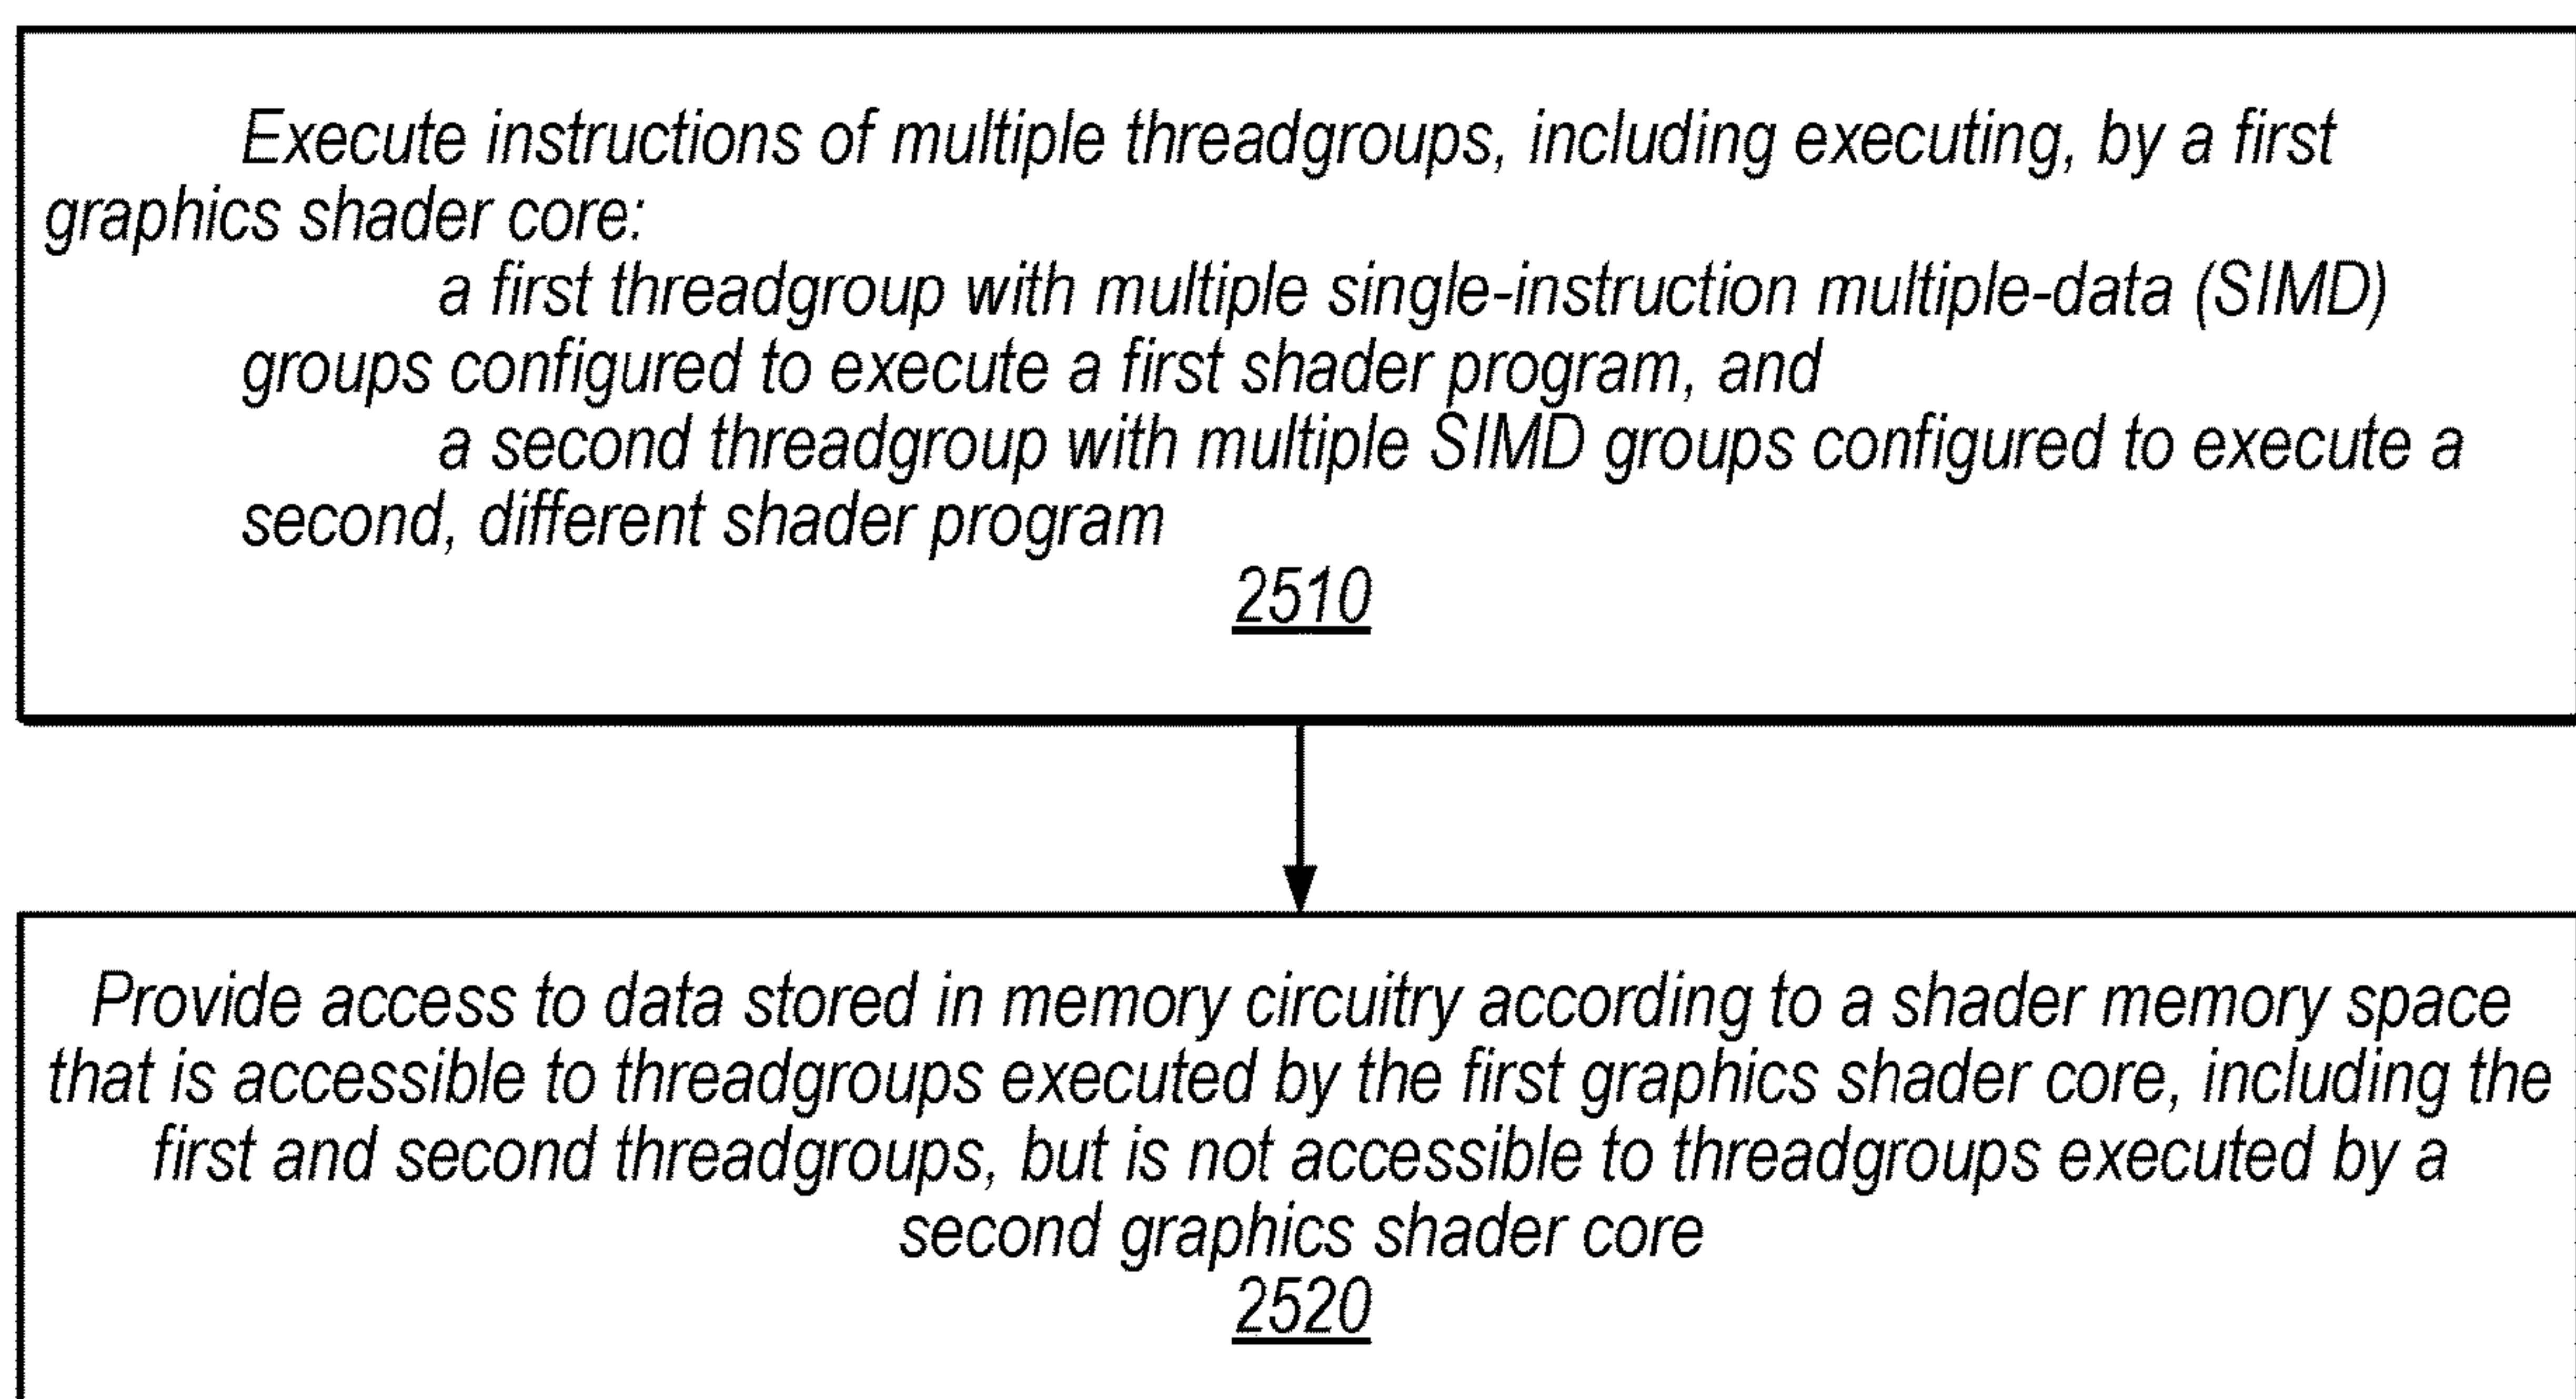 Execute instructions of multiple threadgroups, including executing, by a first
graphics shader core:
a first threadgroup with multiple single-instruction multiple-data (SIMD)
groups configured to execute a first shader program, and
a second threadgroup with multiple SIMD groups configured to execute a
second, different shader program
2510
Provide access to data stored in memory circuitry according to a shader memory space
that is accessible to threadgroups executed by the first graphics shader core, including the
first and second threadgroups, but is not accessible to threadgroups executed by a
second graphics shader core
2520